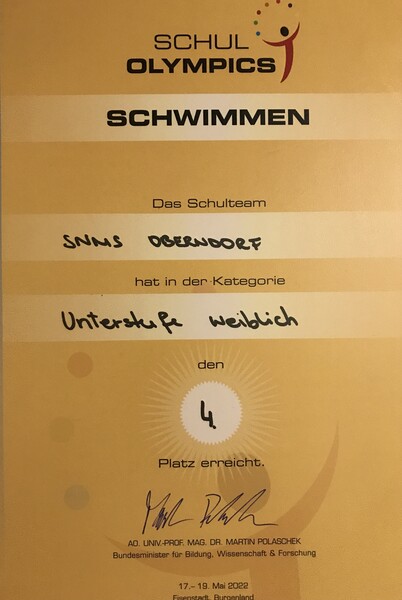 SCHUL
OLYMPICS
SCHWIMMEN
Das Schulteam
SNMS OBERNDORF
hat in der Kategorie
Unterstufe weiblich
den
4.
Platz erreicht.
AO. UNIV.-PROF. MAG. DR. MARTIN POLASCHEK
Bundesminister für Bildung, Wissenschaft & Forschung
17.– 19. Mai 2022
Eisenstadt, Burgenland